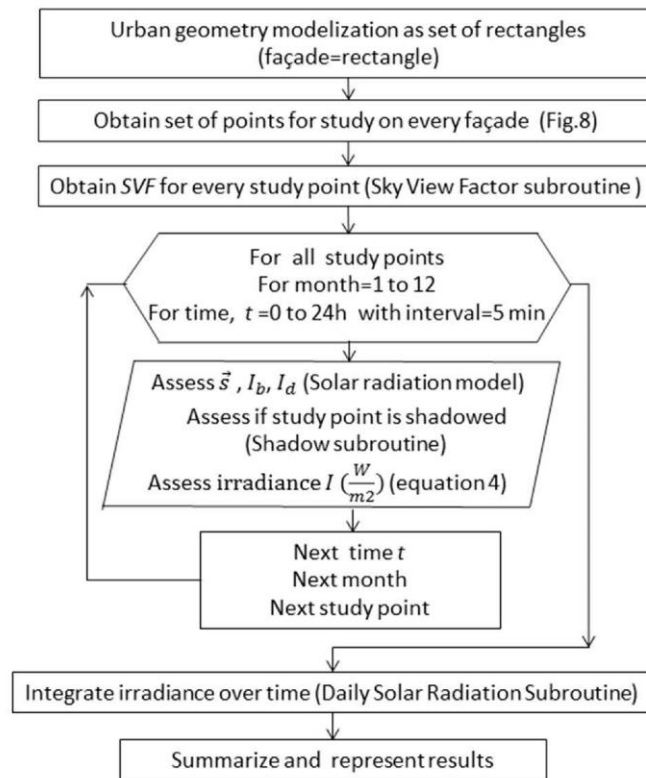 Urban geometry modelization as set of rectangles
(façade=rectangle)
Obtain set of points for study on every façade (Fig.8)
Obtain SVF for every study point (Sky View Factor subroutine )
For all study points
For month=1 to 12
For time, t =0 to 24h with interval=5 min
Assess s⃗ , I_b, I_d (Solar radiation model)
Assess if study point is shadowed
(Shadow subroutine)
Assess irradiance I (W/m2) (equation 4)
Next time t
Next month
Next study point
Integrate irradiance over time (Daily Solar Radiation Subroutine)
Summarize and represent results